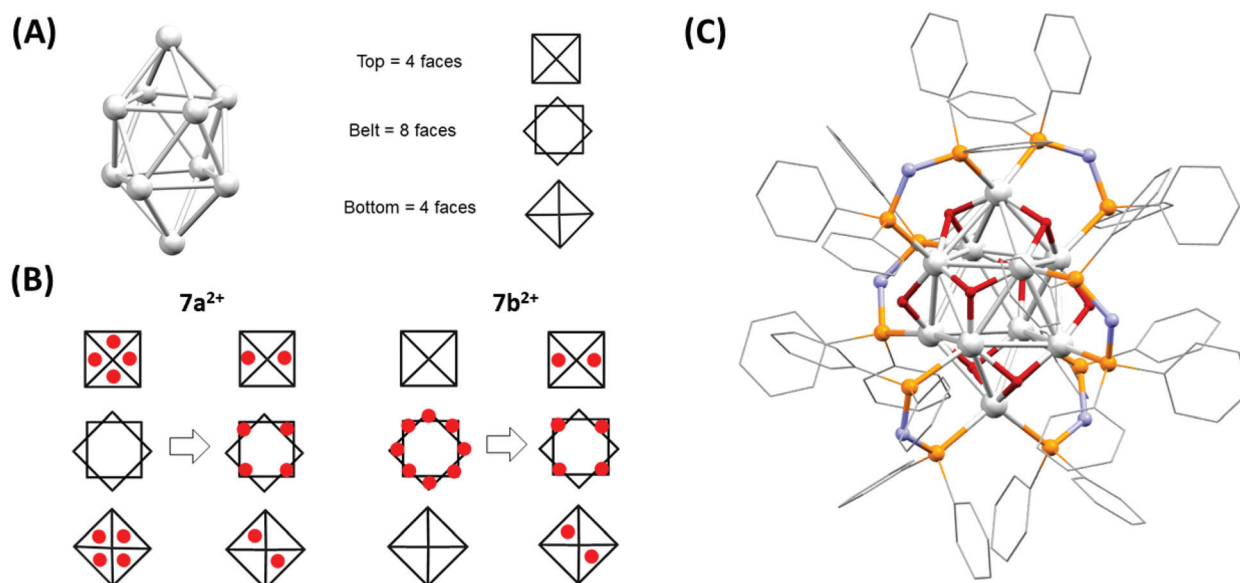 (A)
Top = 4 faces
Belt = 8 faces
Bottom = 4 faces
(B)
7a²⁺
7b²⁺
(C)